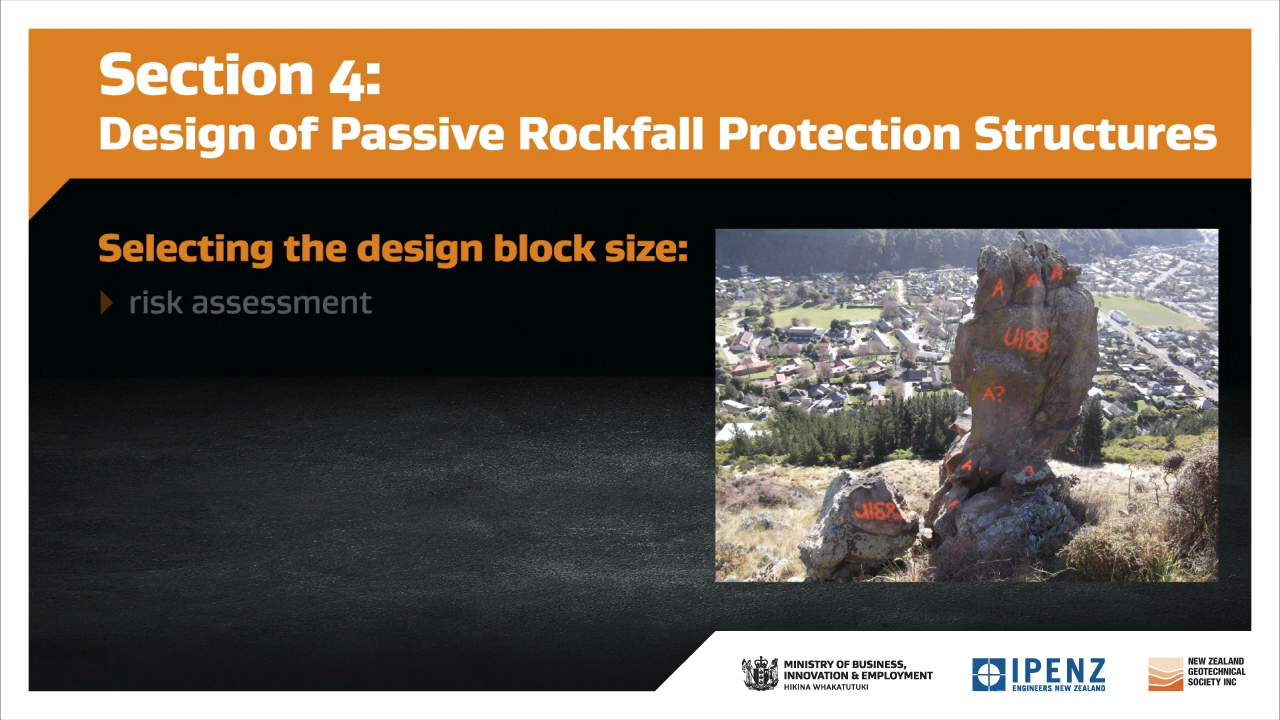 Section 4:
Design of Passive Rockfall Protection Structures
Selecting the design block size:
risk assessment
A A A
U188
A?
U188
MINISTRY OF BUSINESS,
INNOVATION & EMPLOYMENT
HIKINA WHAKATUTUKI
IPENZ
ENGINEERS NEW ZEALAND
NEW ZEALAND
GEOTECHNICAL
SOCIETY INC